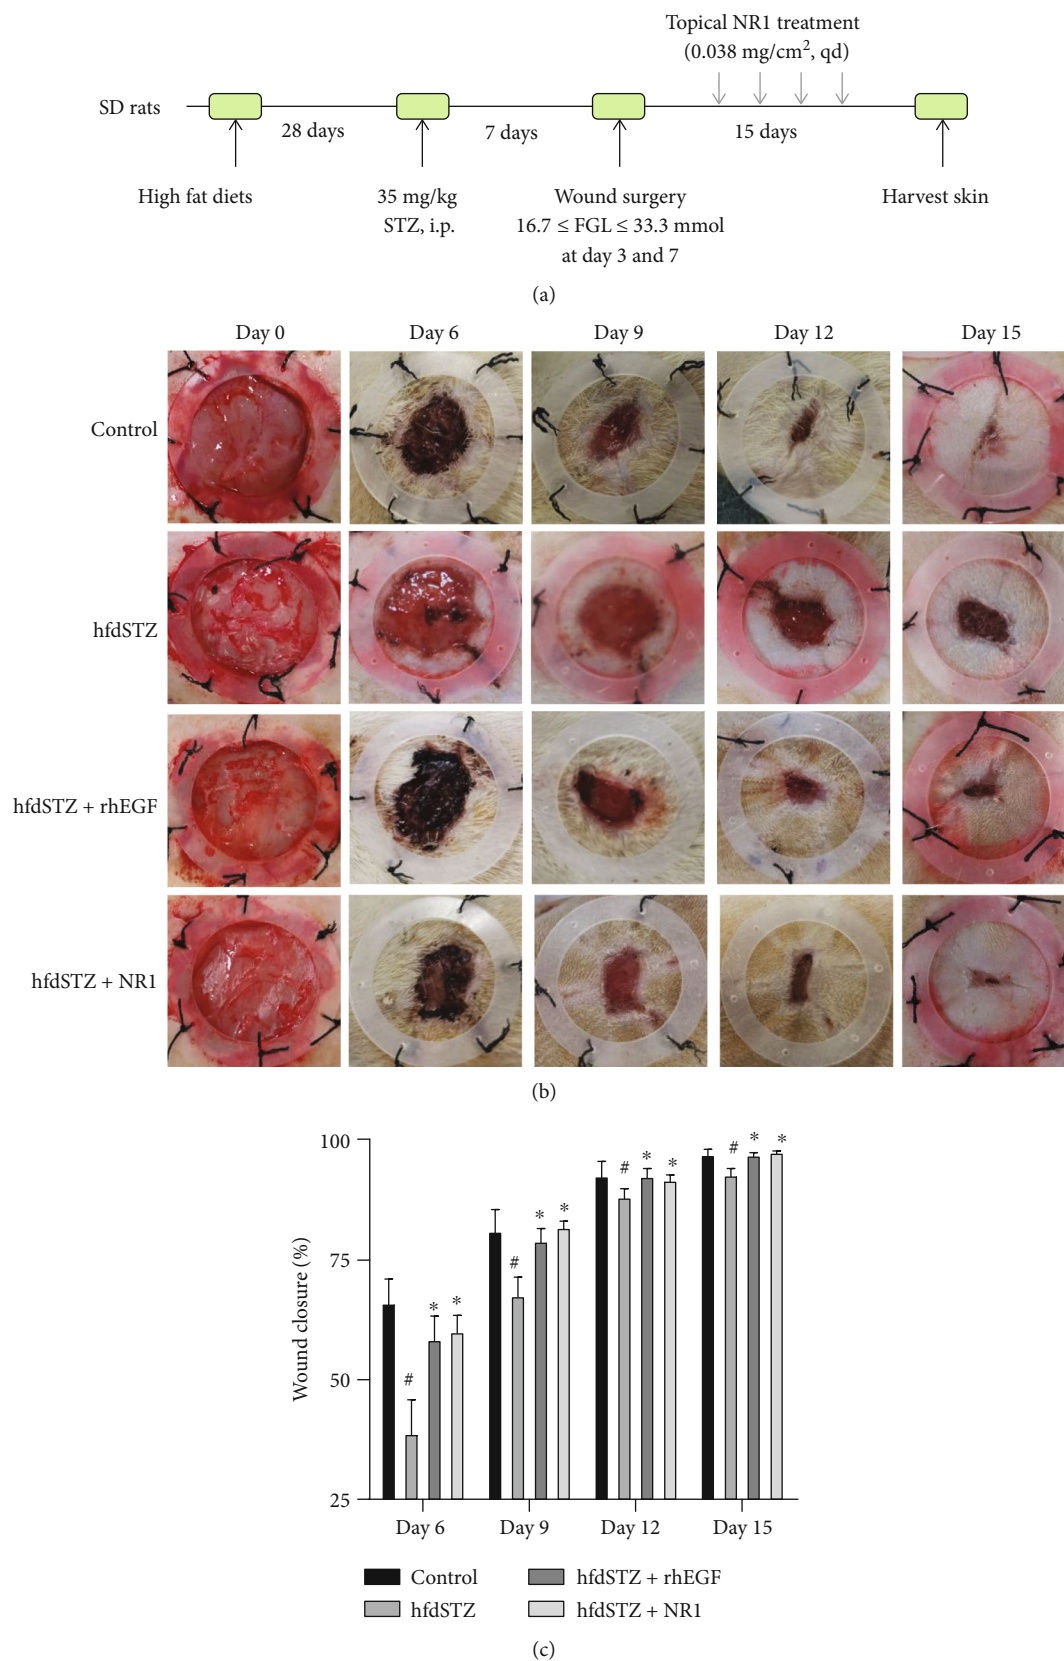 Topical NR1 treatment
(0.038 mg/cm², qd)
SD rats
28 days
7 days
15 days
High fat diets
35 mg/kg
STZ, i.p.
Wound surgery
16.7 ≤ FGL ≤ 33.3 mmol
at day 3 and 7
Harvest skin
(a)
Day 0 Day 6 Day 9 Day 12 Day 15
Control
hfdSTZ
hfdSTZ + rhEGF
hfdSTZ + NR1
(b)
Wound closure (%)
100
75
50
25
# * *
# * *
# * *
# * *
Day 6 Day 9 Day 12 Day 15
Control
hfdSTZ
hfdSTZ + rhEGF
hfdSTZ + NR1
(c)